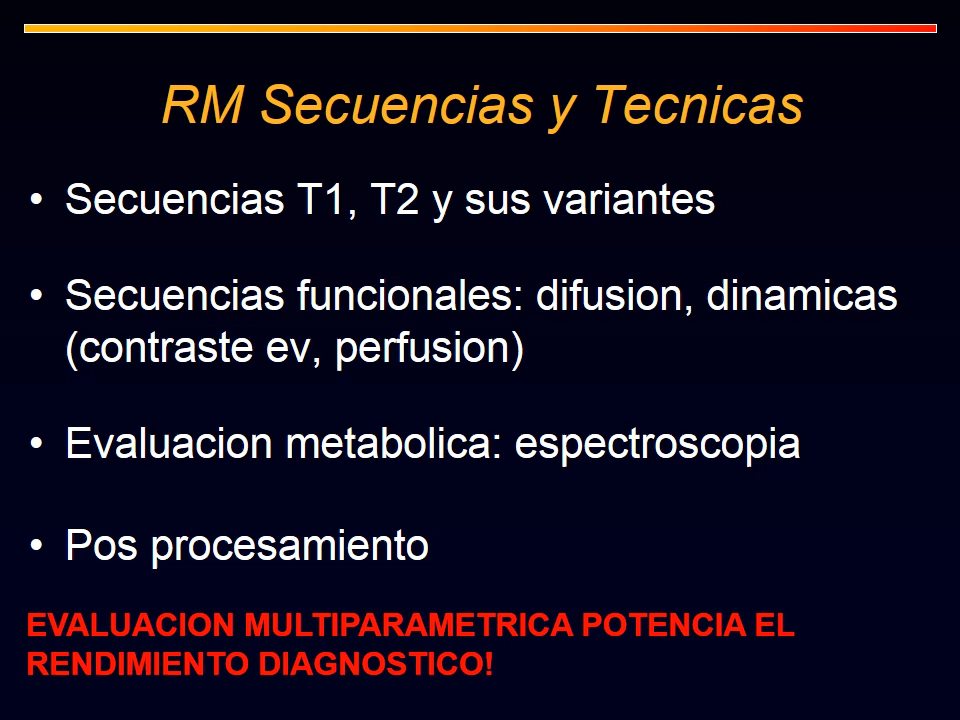 RM Secuencias y Tecnicas
• Secuencias T1, T2 y sus variantes
• Secuencias funcionales: difusion, dinamicas
(contraste ev, perfusion)
• Evaluacion metabolica: espectroscopia
• Pos procesamiento
EVALUACION MULTIPARAMETRICA POTENCIA EL
RENDIMIENTO DIAGNOSTICO!